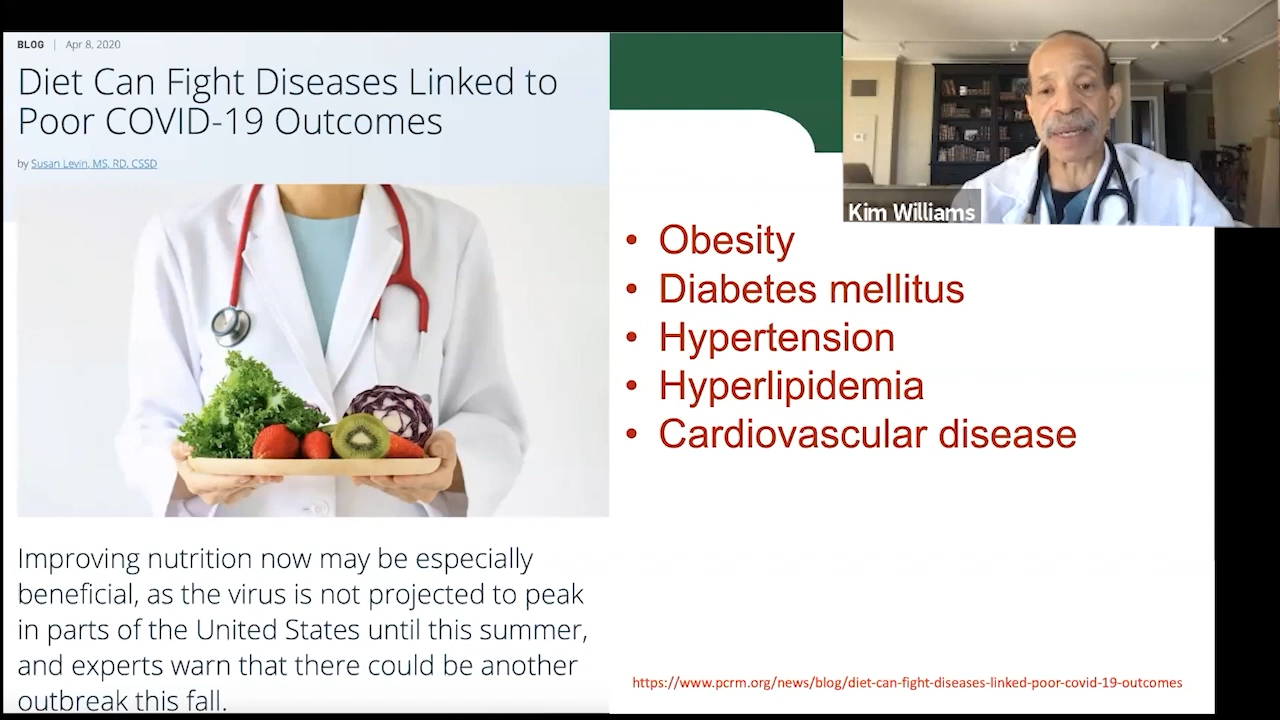 BLOG | Apr 8, 2020
Diet Can Fight Diseases Linked to
Poor COVID-19 Outcomes
by Susan Levin, MS, RD, CSSD
Improving nutrition now may be especially
beneficial, as the virus is not projected to peak
in parts of the United States until this summer,
and experts warn that there could be another
outbreak this fall.
Kim Williams
• Obesity
• Diabetes mellitus
• Hypertension
• Hyperlipidemia
• Cardiovascular disease
https://www.pcrm.org/news/blog/diet-can-fight-diseases-linked-poor-covid-19-outcomes